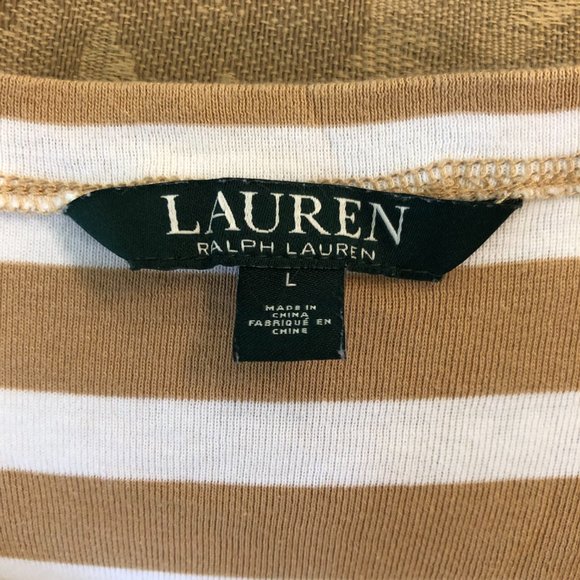 LAUREN
RALPH LAUREN
L
MADE IN
CHINA
FABRIQUÉ EN
CHINE